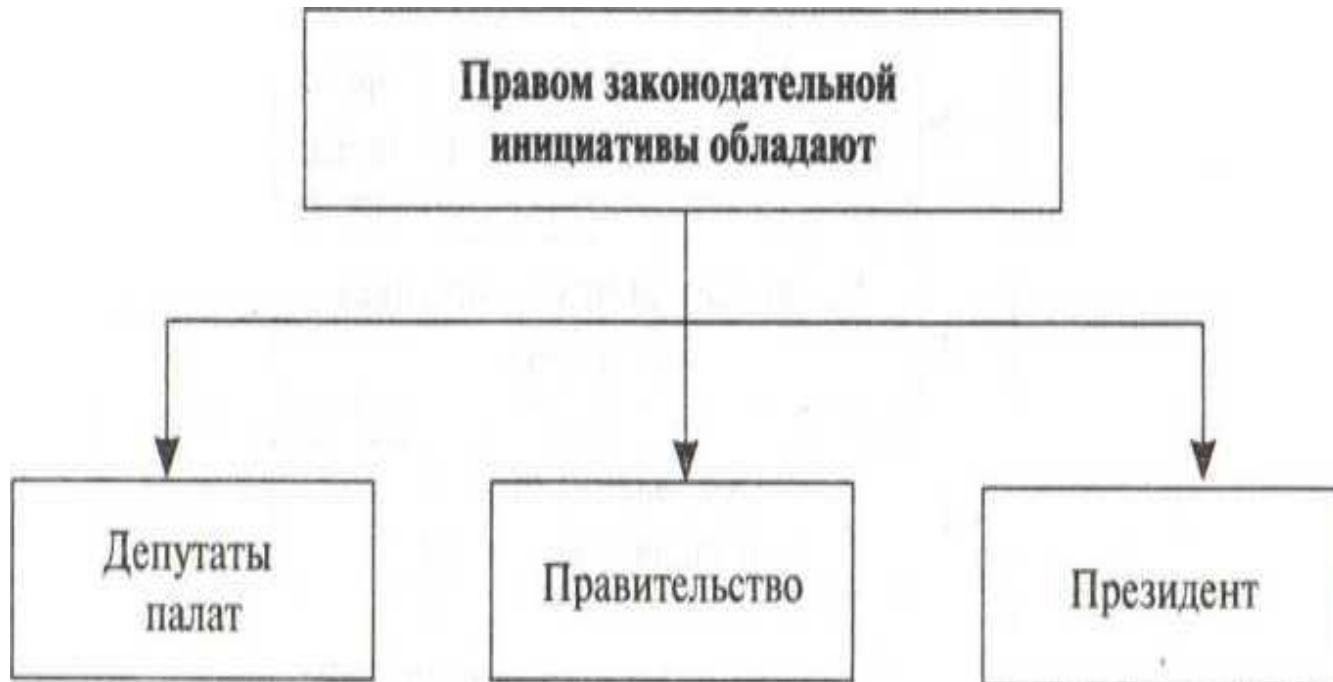 Правом законодательной
инициативы обладают
Депутаты
палат
Правительство
Президент